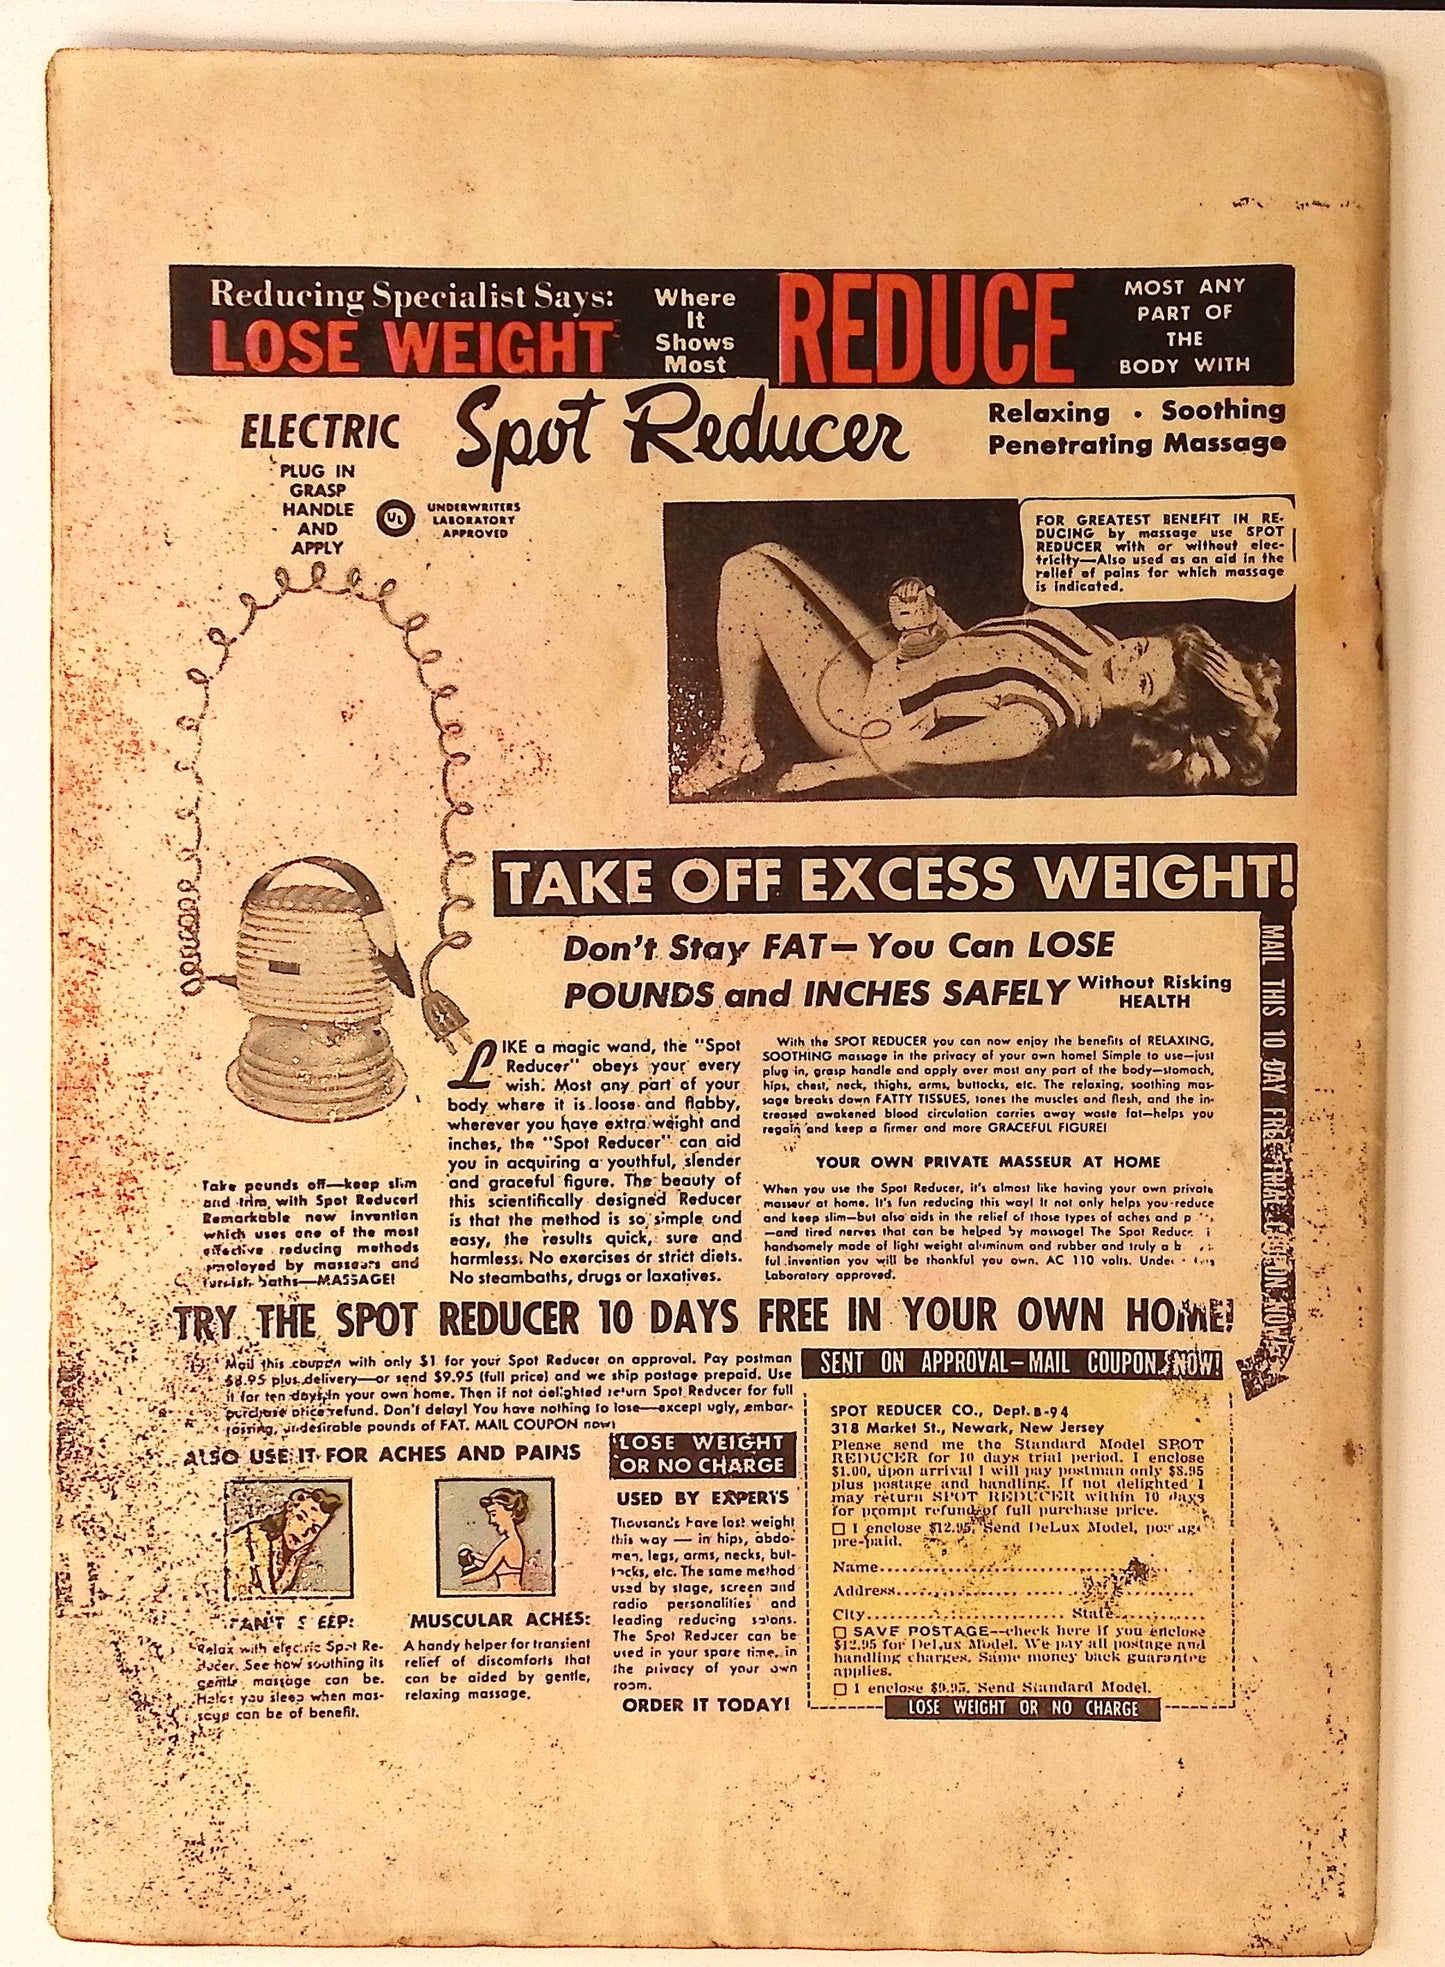 Reducing Specialist Says:
LOSE WEIGHT
Where
It
Shows
Most
REDUCE
MOST ANY
PART OF
THE
BODY WITH
ELECTRIC
Spot Reducer
Relaxing • Soothing
Penetrating Massage
PLUG IN
GRASP
HANDLE
AND
APPLY
UL
UNDERWRITERS
LABORATORY
APPROVED
FOR GREATEST BENEFIT IN RE-
DUCING by massage use SPOT
REDUCER with or without elec-
tricity—Also used as an aid in the
relief of pains for which massage
is indicated.
TAKE OFF EXCESS WEIGHT!
Don't Stay FAT—You Can LOSE
POUNDS and INCHES SAFELY Without Risking
HEALTH
MAIL THIS 10 DAY FREE TRIAL COUPON NOW!
LIKE a magic wand, the "Spot
Reducer" obeys your every
wish. Most any part of your
body where it is loose and flabby,
wherever you have extra weight and
inches, the "Spot Reducer" can aid
you in acquiring a youthful, slender
and graceful figure. The beauty of
this scientifically designed Reducer
is that the method is so simple and
easy, the results quick, sure and
harmless. No exercises or strict diets.
No steambaths, drugs or laxatives.
With the SPOT REDUCER you can now enjoy the benefits of RELAXING,
SOOTHING massage in the privacy of your own home! Simple to use—just
plug in, grasp handle and apply over most any part of the body—stomach,
hips, chest, neck, thighs, arms, buttocks, etc. The relaxing, soothing mas-
sage breaks down FATTY TISSUES, tones the muscles and flesh, and the in-
creased awakened blood circulation carries away waste fat—helps you
regain and keep a firmer and more GRACEFUL FIGURE!
YOUR OWN PRIVATE MASSEUR AT HOME
When you use the Spot Reducer, it's almost like having your own private
masseur at home. It's fun reducing this way! It not only helps you reduce
and keep slim—but also aids in the relief of those types of aches and
—and tired nerves that can be helped by massage! The Spot Reducer
handsomely made of light weight aluminum and rubber and truly a
ful invention you will be thankful you own. AC 110 volts.
Laboratory approved.
Take pounds off—keep slim
and trim with Spot Reducer!
Remarkable new invention
which uses one of the most
effective reducing methods
employed by masseurs and
turkish baths—MASSAGE!
TRY THE SPOT REDUCER 10 DAYS FREE IN YOUR OWN HOME!
Mail this coupon with only $1 for your Spot Reducer on approval. Pay postman
$8.95 plus delivery—or send $9.95 (full price) and we ship postage prepaid. Use
it for ten days in your own home. Then if not delighted return Spot Reducer for full
purchase price refund. Don't delay! You have nothing to lose—except ugly, embar-
rassing, undesirable pounds of FAT. MAIL COUPON now!
ALSO USE IT FOR ACHES AND PAINS
CAN'T SLEEP:
Relax with electric Spot Re-
ducer. See how soothing its
gentle massage can be.
Helps you sleep when mas-
sage can be of benefit.
MUSCULAR ACHES:
A handy helper for transient
relief of discomforts that
can be aided by gentle,
relaxing massage.
LOSE WEIGHT
OR NO CHARGE
USED BY EXPERTS
Thousands have lost weight
this way — in hips, abdo-
men, legs, arms, necks, but-
tocks, etc. The same method
used by stage, screen and
radio personalities and
leading reducing salons.
The Spot Reducer can be
used in your spare time, in
the privacy of your own
room.
ORDER IT TODAY!
SENT ON APPROVAL—MAIL COUPON NOW!
SPOT REDUCER CO., Dept. B-94
318 Market St., Newark, New Jersey
Please send me the Standard Model SPOT
REDUCER for 10 days trial period. I enclose
$1.00, upon arrival I will pay postman only $8.95
plus postage and handling. If not delighted I
may return SPOT REDUCER within 10 days
for prompt refund of full purchase price.
☐ I enclose $12.95. Send DeLux Model, postage
pre-paid.
Name
Address
City State
☐ SAVE POSTAGE—check here if you enclose
$12.95 for DeLux Model. We pay all postage and
handling charges. Same money back guarantee
applies.
☐ I enclose $9.95. Send Standard Model.
LOSE WEIGHT OR NO CHARGE